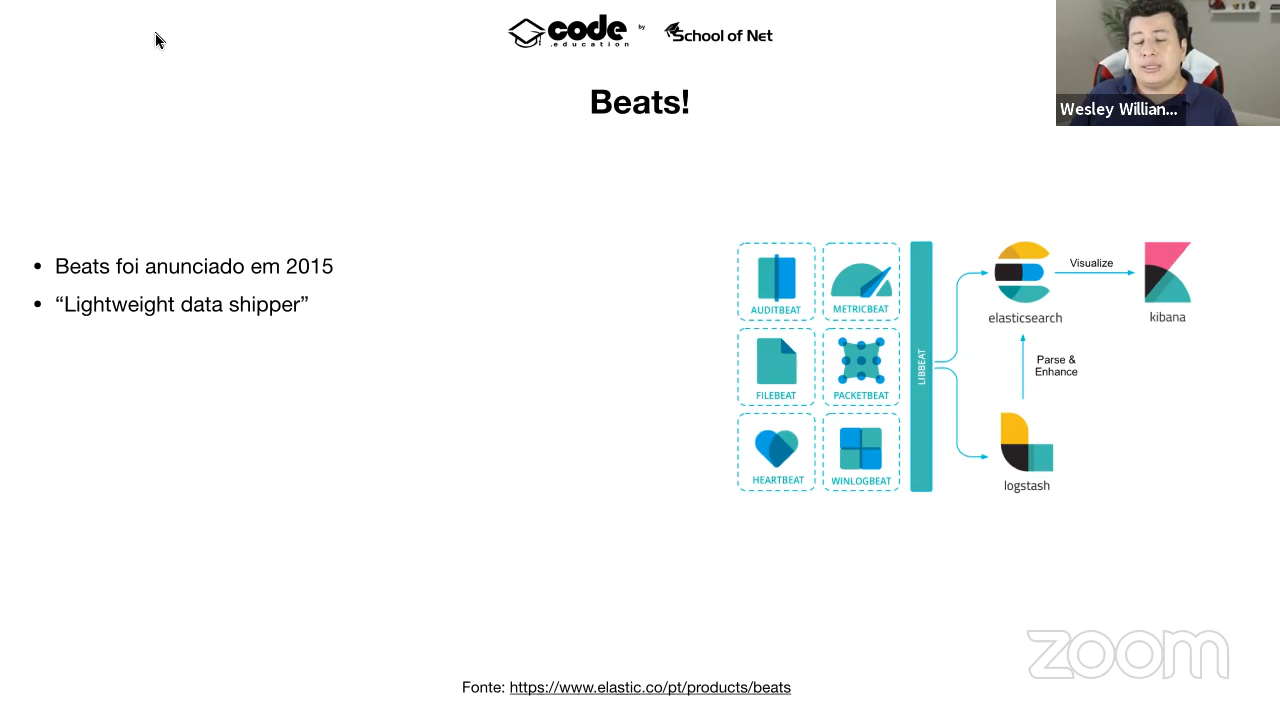 code
.education
by
School of Net
Wesley Willian...
Beats!
• Beats foi anunciado em 2015
• “Lightweight data shipper”
AUDITBEAT
METRICBEAT
FILEBEAT
PACKETBEAT
HEARTBEAT
WINLOGBEAT
LIBBEAT
elasticsearch
Visualize
kibana
Parse &
Enhance
logstash
zoom
Fonte: https://www.elastic.co/pt/products/beats